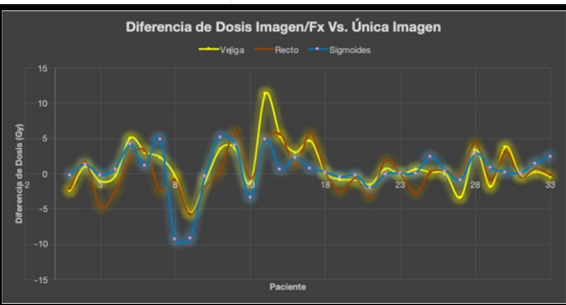 Diferencia de Dosis Imagen/Fx Vs. Única Imagen
Vejiga Recto Sigmoides
15
10
5
0
-5
-10
-15
-2 3 8 13 18 23 28 33
Diferencia de Dosis (Gy)
Paciente